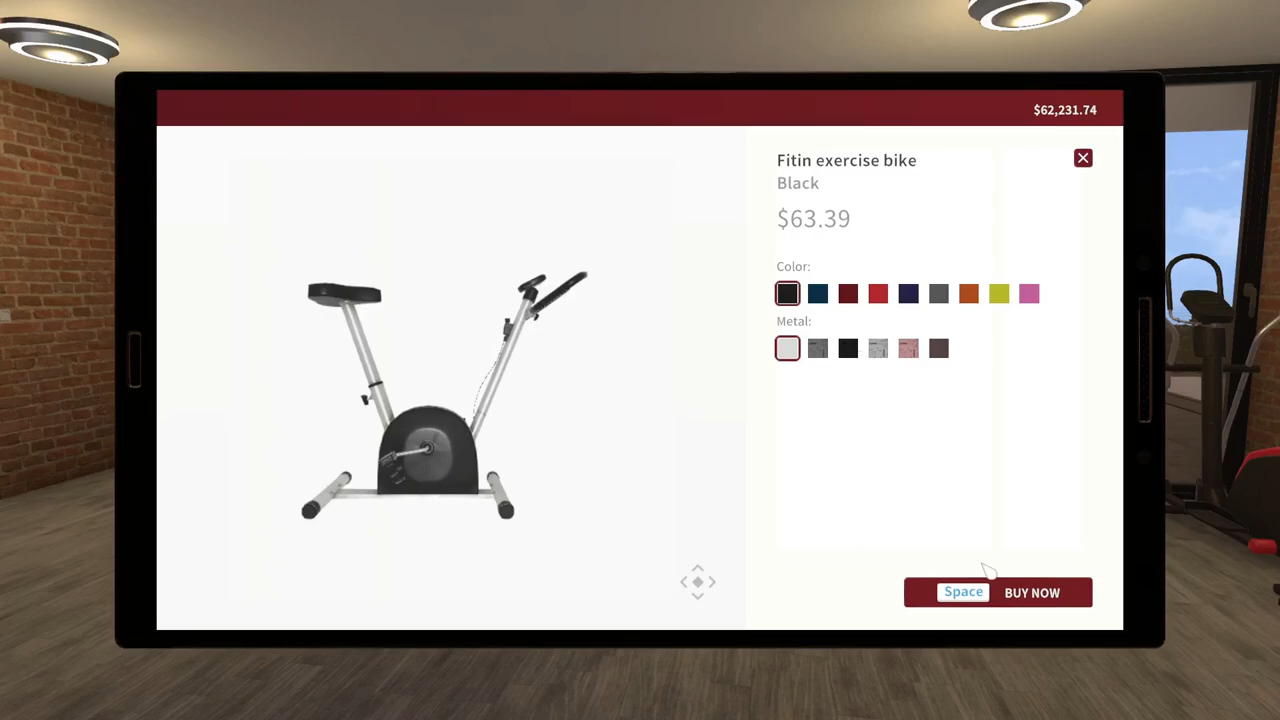 $62,231.74
Fitin exercise bike
Black
$63.39
Color:
Metal:
Space BUY NOW